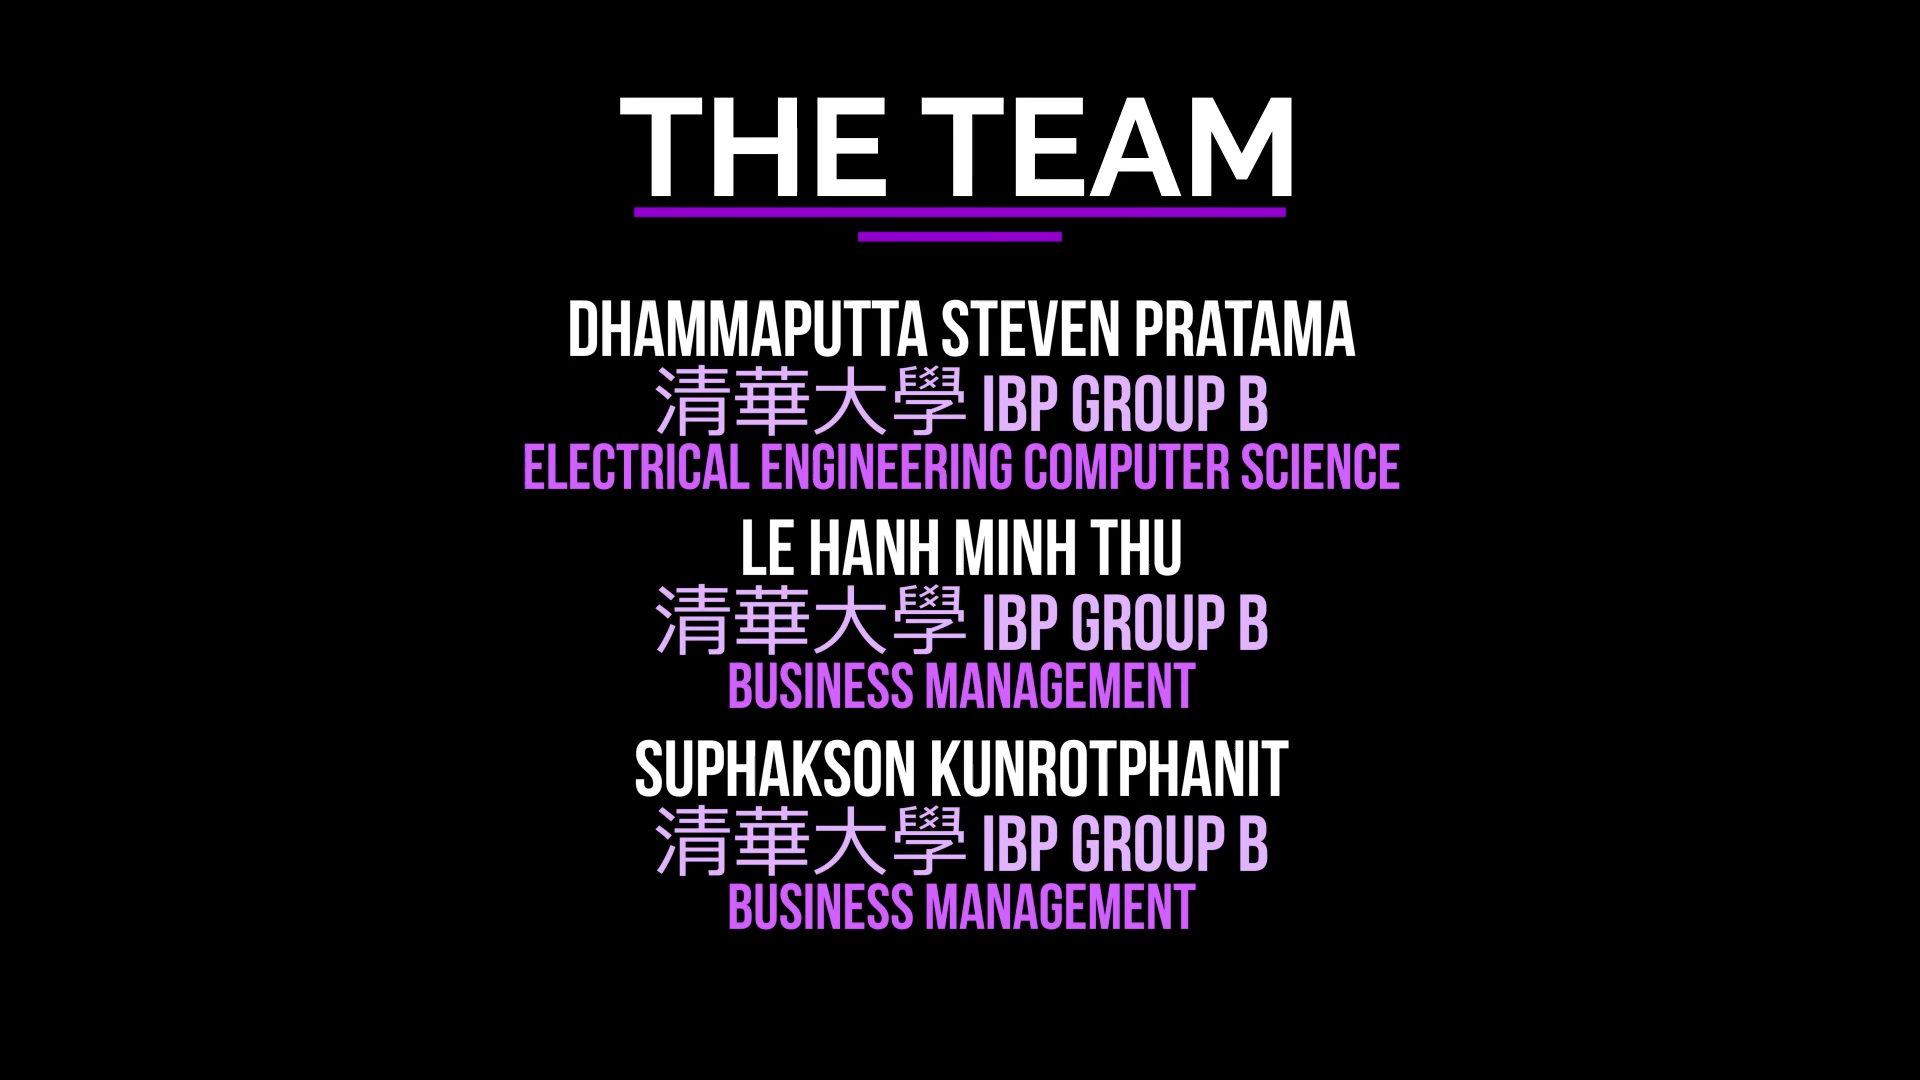 THE TEAM
DHAMMAPUTTA STEVEN PRATAMA
清華大學 IBP GROUP B
ELECTRICAL ENGINEERING COMPUTER SCIENCE
LE HANH MINH THU
清華大學 IBP GROUP B
BUSINESS MANAGEMENT
SUPHAKSON KUNROTPHANIT
清華大學 IBP GROUP B
BUSINESS MANAGEMENT